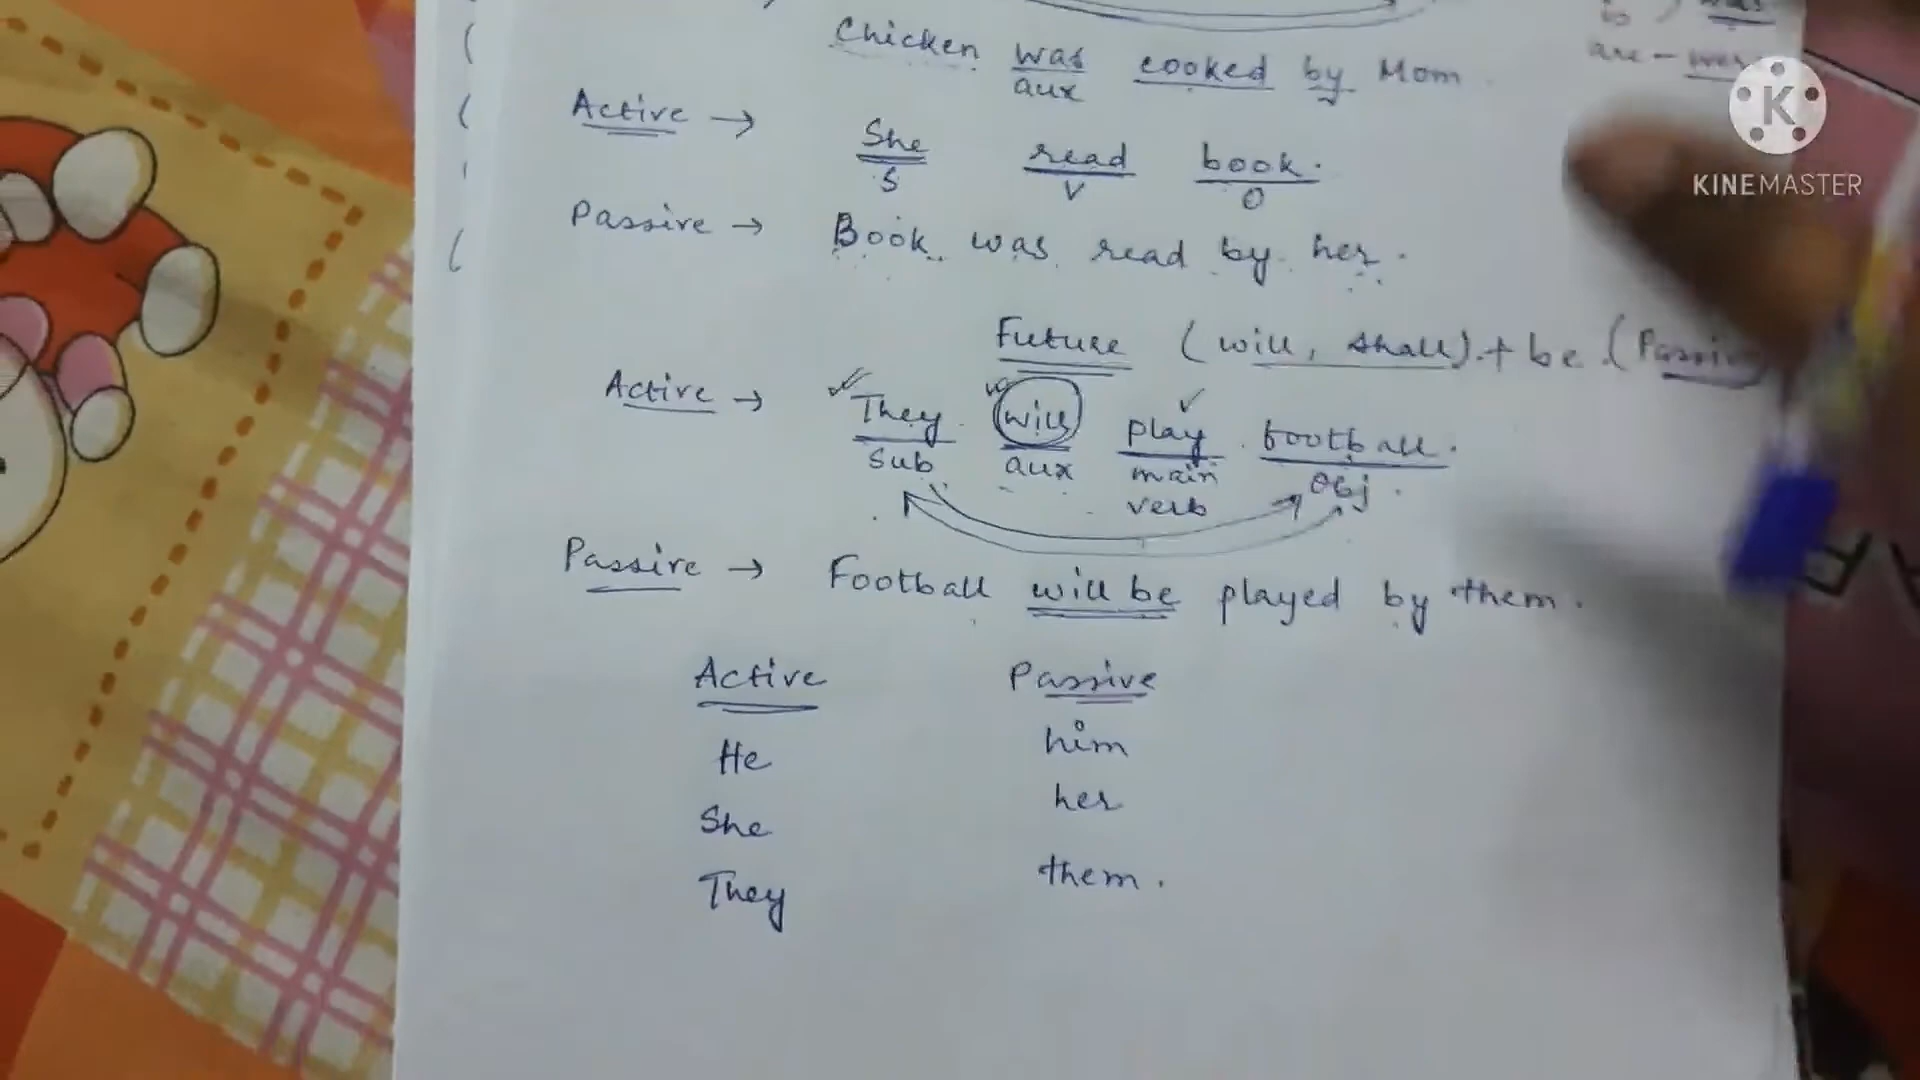 Chicken was cooked by Mom.
aux
are -
Active → She read book.
S V O
Passive → Book was read by her.
Future (will, shall) + be (Passive
Active → They will play football.
sub aux main verb obj.
Passive → Football will be played by them.
Active Passive
He him
She her
They them.
K
KINEMASTER